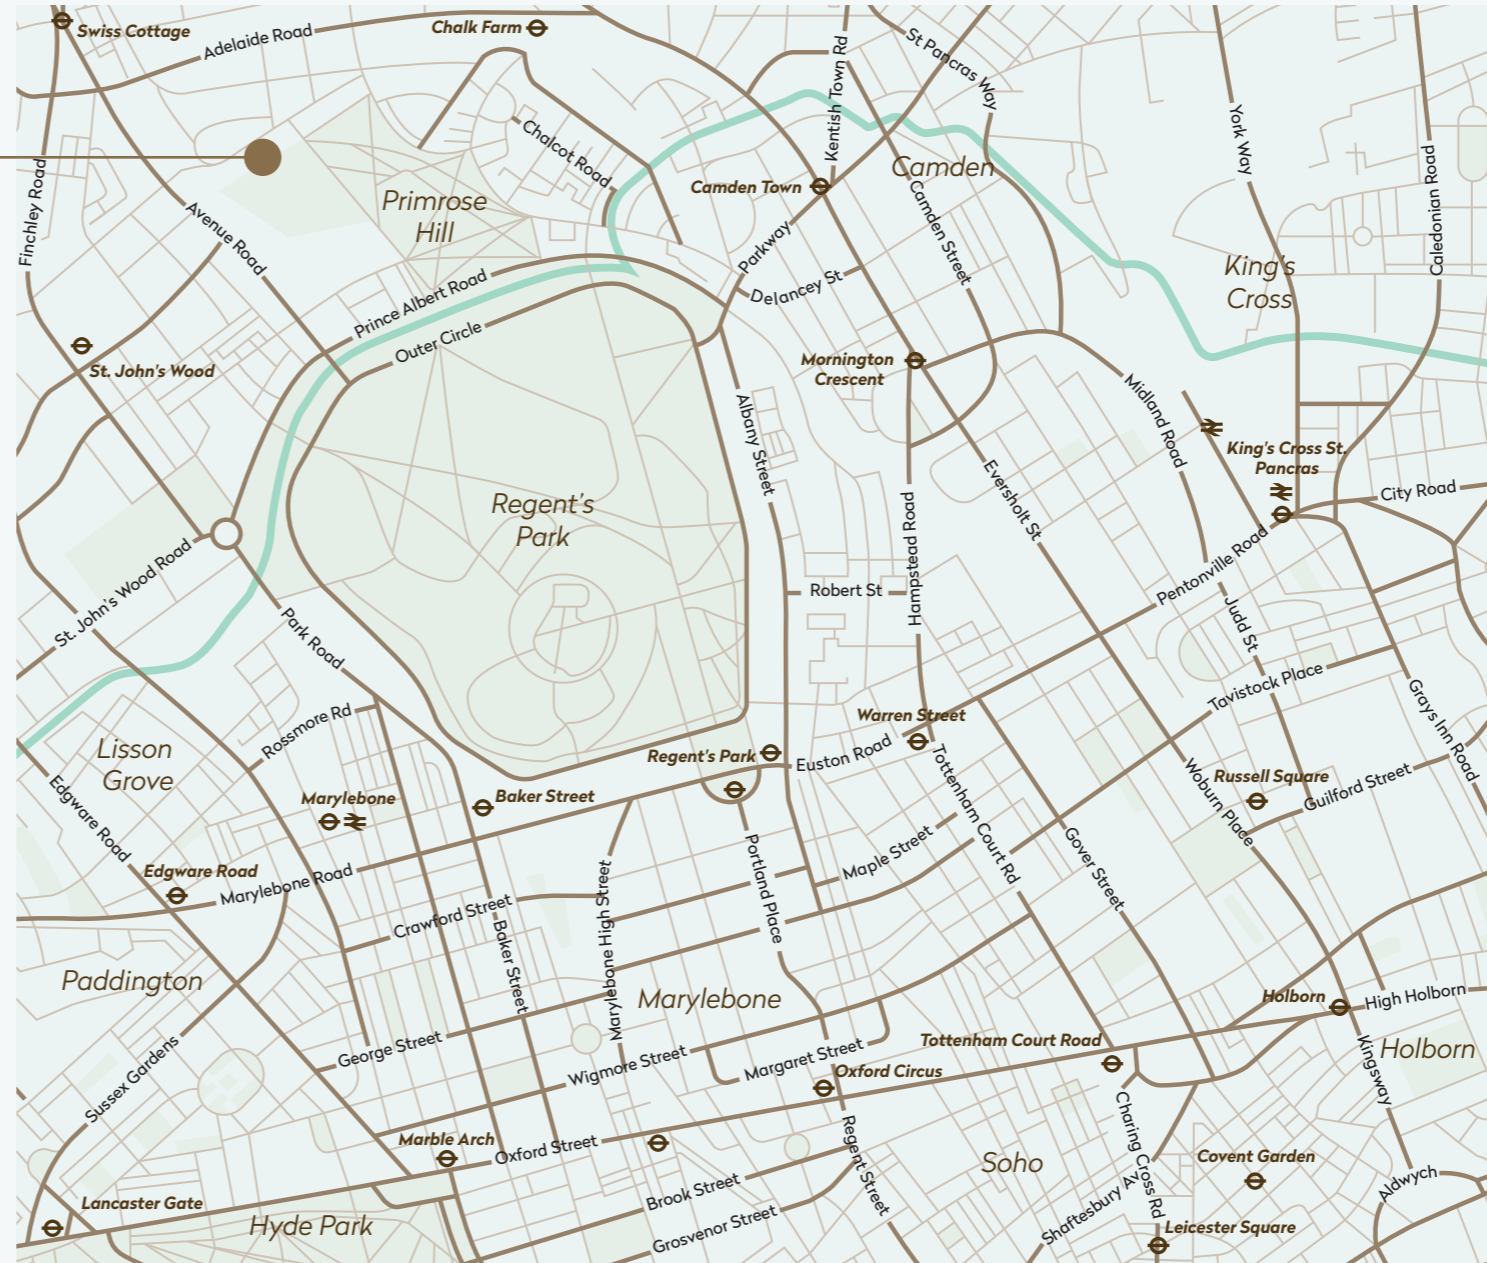 Swiss Cottage
Adelaide Road
Chalk Farm
St Pancras Way
Kentish Town Rd
York Way
Caledonian Road
Finchley Road
Avenue Road
Primrose
Hill
Chalcot Road
Camden Town
Camden
Camden Street
Parkway
Delancey St
King's
Cross
Prince Albert Road
Outer Circle
St. John's Wood
Mornington
Crescent
Midland Road
Albany Street
King's Cross St.
Pancras
City Road
Eversholt St
Hampstead Road
Regent's
Park
Pentonville Road
St. John's Wood Road
Park Road
Robert St
Judd St
Tavistock Place
Grays Inn Road
Rossmore Rd
Lisson
Grove
Edgware Road
Marylebone
Baker Street
Regent's Park
Euston Road
Warren Street
Tottenham Court Rd
Woburn Place
Russell Square
Guilford Street
Edgware Road
Marylebone Road
Crawford Street
Baker Street
Marylebone High Street
Portland Place
Maple Street
Gover Street
Paddington
Marylebone
George Street
Wigmore Street
Margaret Street
Oxford Circus
Tottenham Court Road
Holborn
High Holborn
Holborn
Kingsway
Sussex Gardens
Marble Arch
Oxford Street
Regent Street
Soho
Charing Cross Rd
Shaftesbury Av
Covent Garden
Aldwych
Lancaster Gate
Hyde Park
Brook Street
Grosvenor Street
Leicester Square